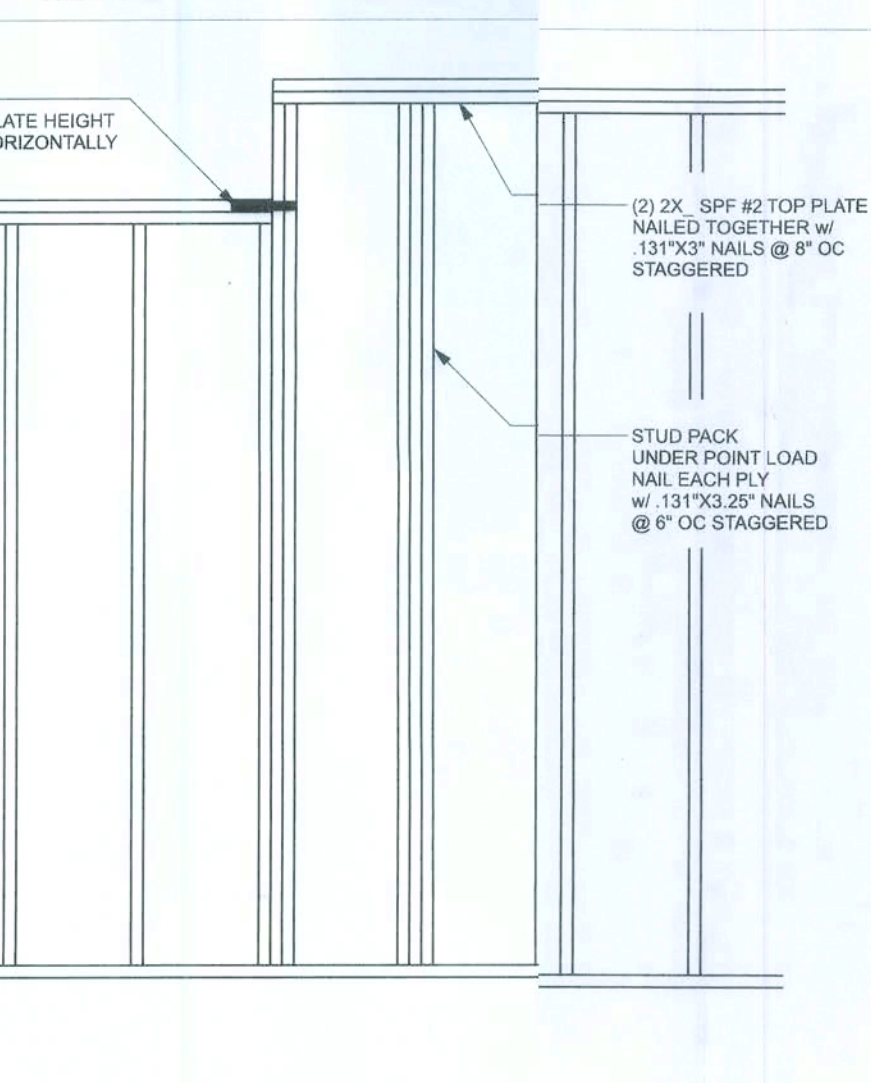 LATE HEIGHT
ORIZONTALLY
(2) 2X_ SPF #2 TOP PLATE
NAILED TOGETHER w/
.131"X3" NAILS @ 8" OC
STAGGERED
STUD PACK
UNDER POINT LOAD
NAIL EACH PLY
w/ .131"X3.25" NAILS
@ 6" OC STAGGERED